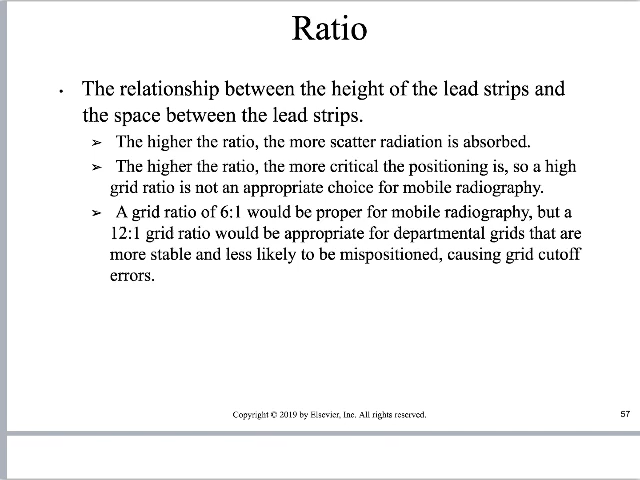 Ratio
• The relationship between the height of the lead strips and
the space between the lead strips.
➢ The higher the ratio, the more scatter radiation is absorbed.
➢ The higher the ratio, the more critical the positioning is, so a high
grid ratio is not an appropriate choice for mobile radiography.
➢ A grid ratio of 6:1 would be proper for mobile radiography, but a
12:1 grid ratio would be appropriate for departmental grids that are
more stable and less likely to be mispositioned, causing grid cutoff
errors.
Copyright © 2019 by Elsevier, Inc. All rights reserved.
57